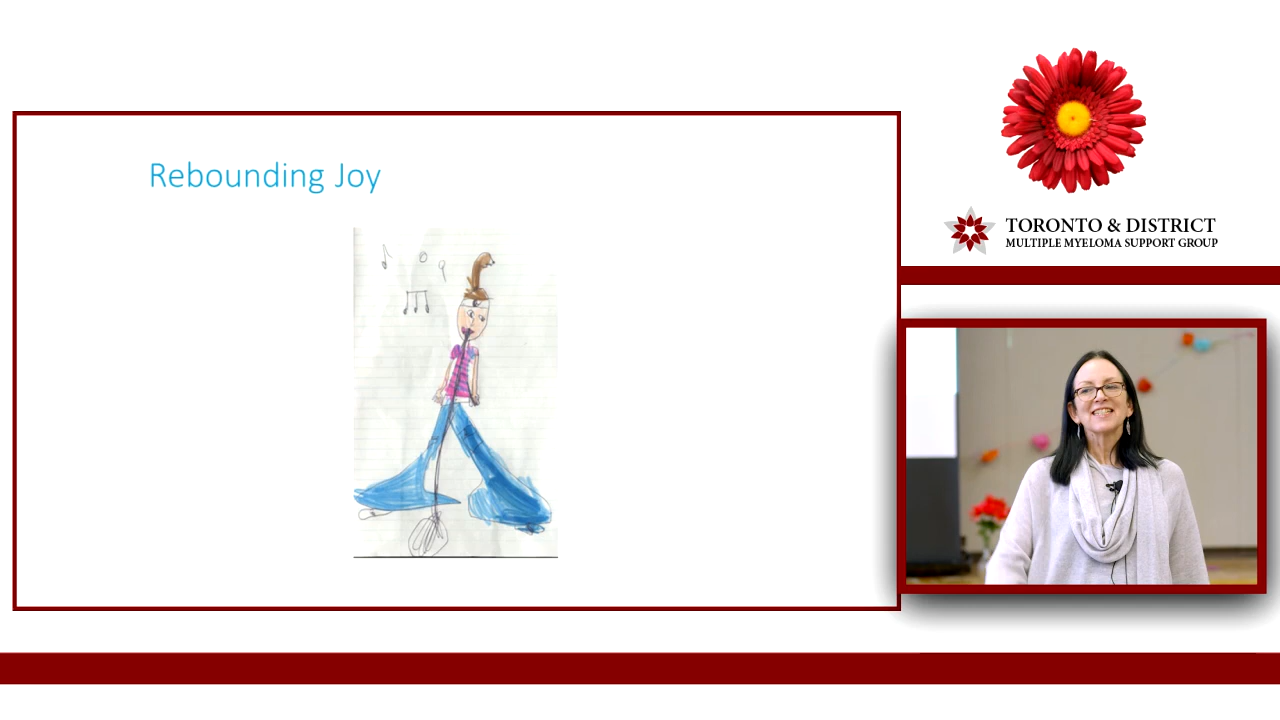 Rebounding Joy
TORONTO & DISTRICT
MULTIPLE MYELOMA SUPPORT GROUP